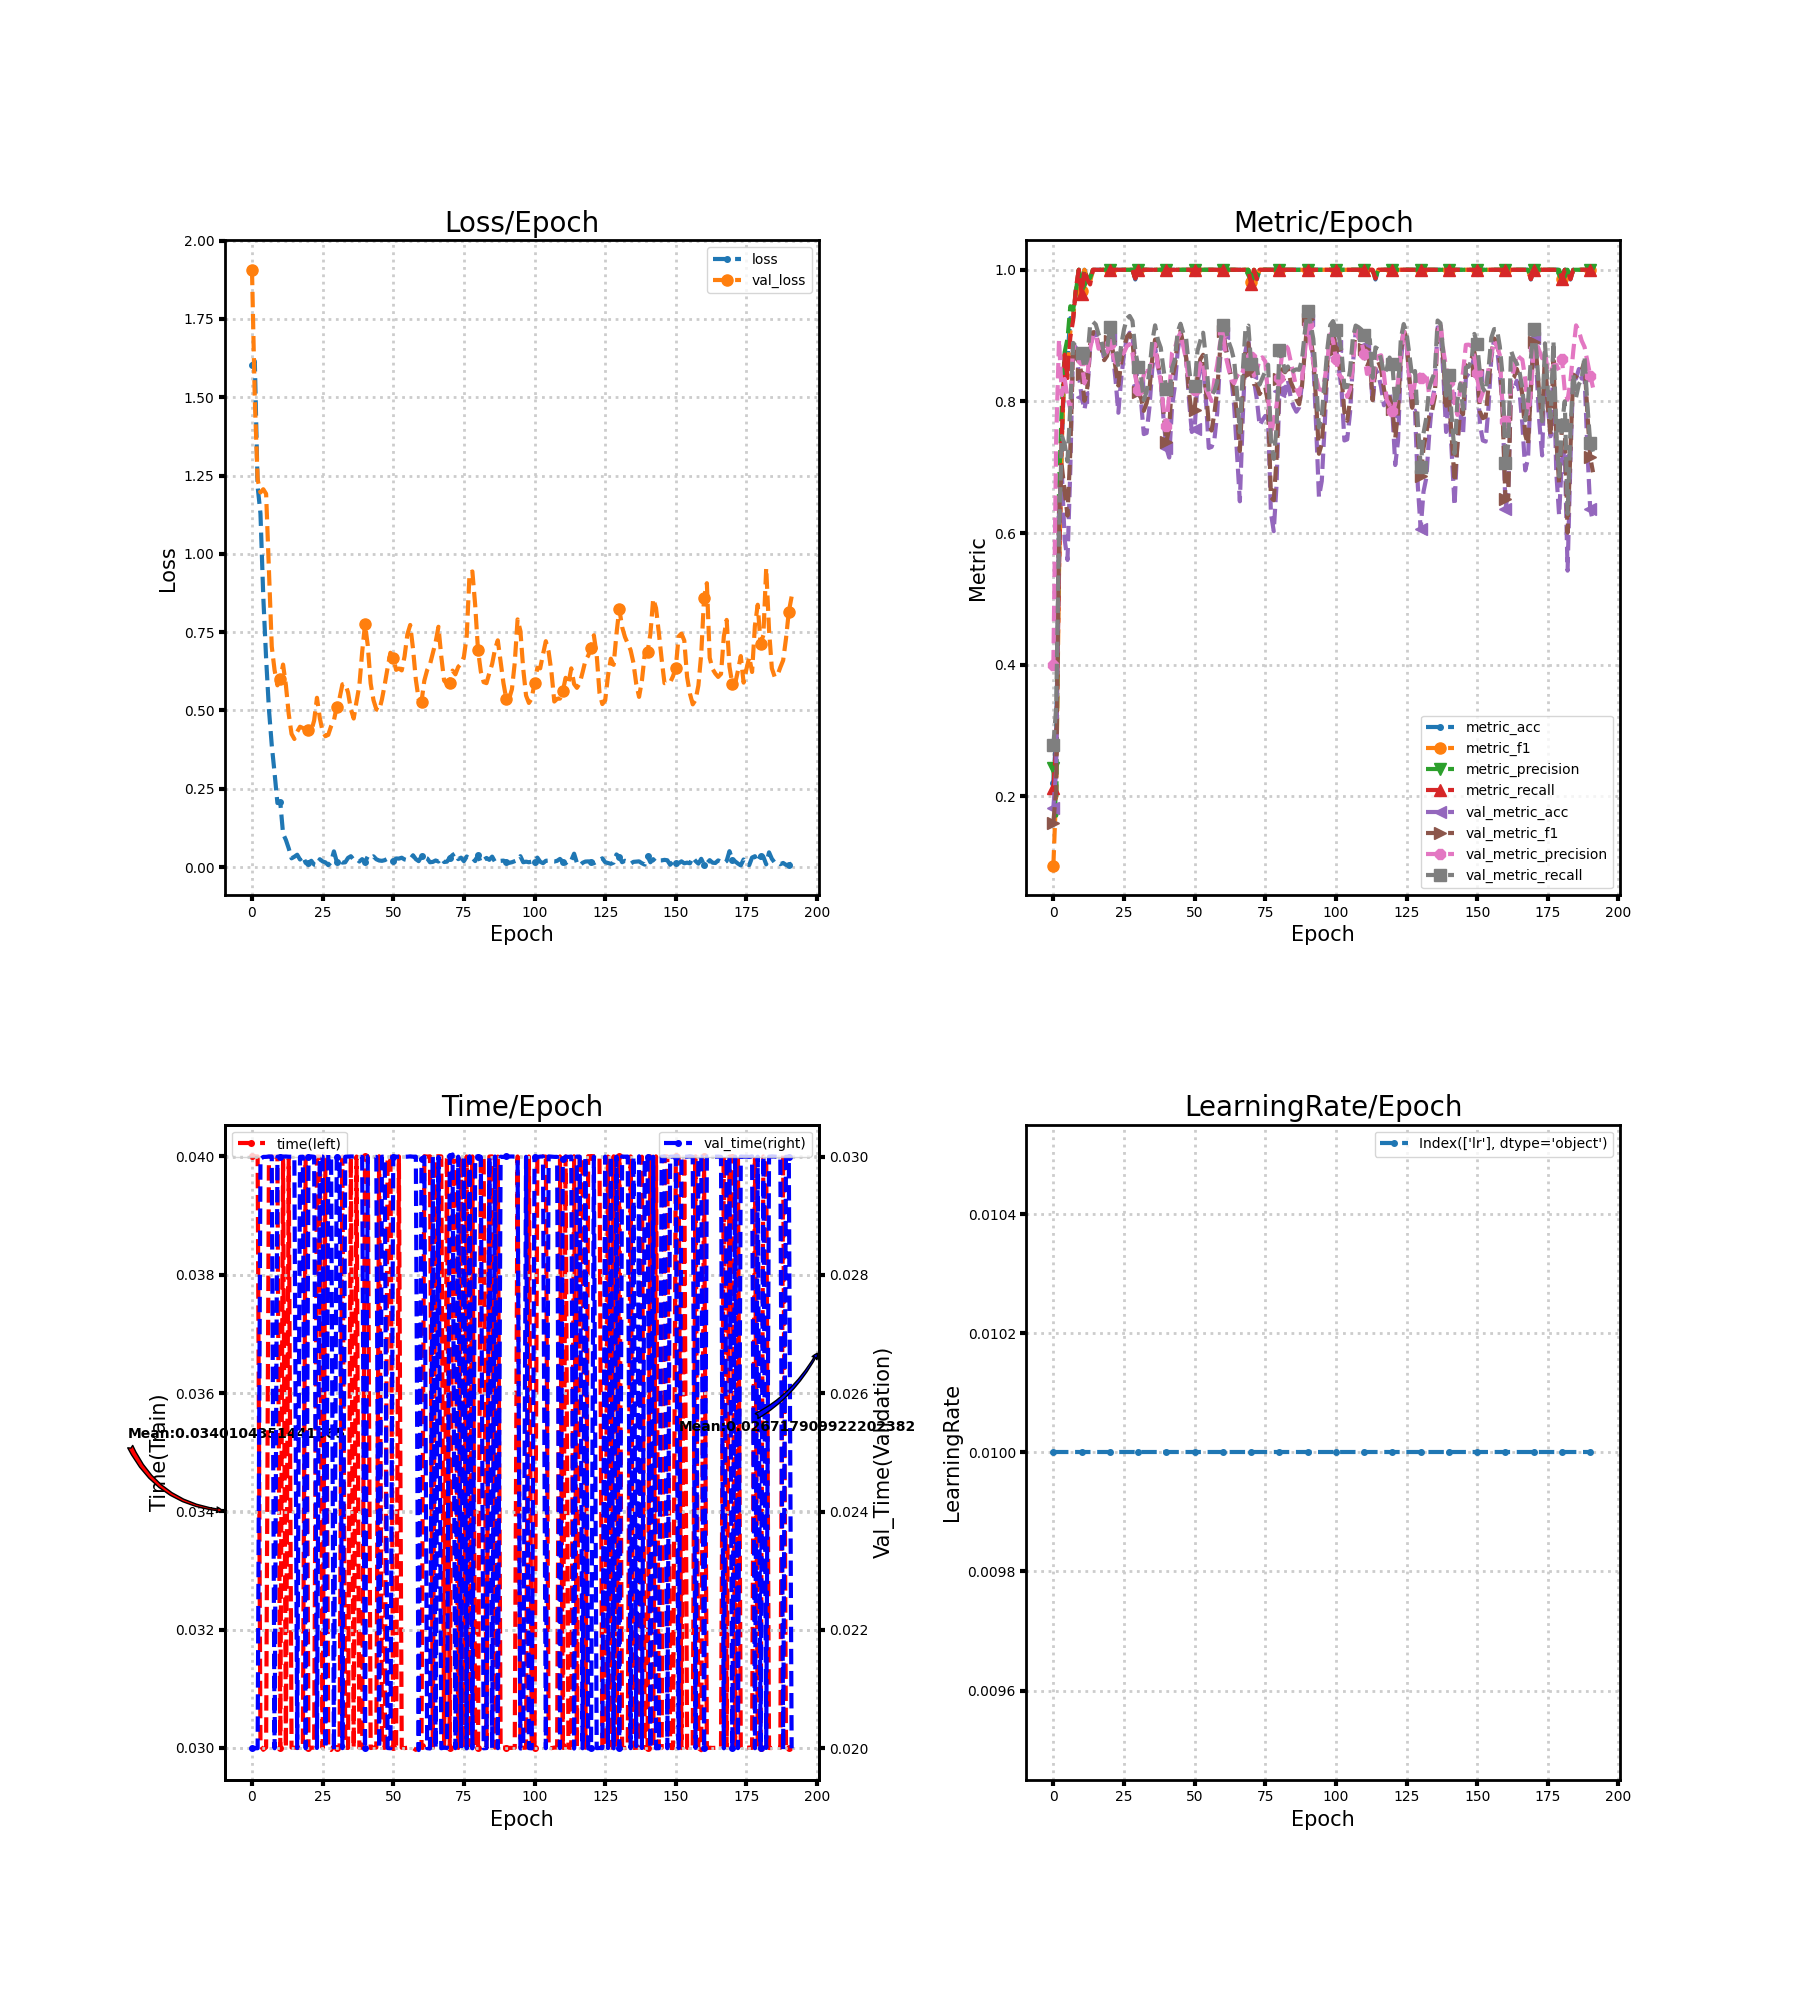 Loss/Epoch
2.00
1.75
1.50
1.25
1.00
0.75
0.50
0.25
0.00
Loss
loss
val_loss
0 25 50 75 100 125 150 175 200
Epoch
Metric/Epoch
1.0
0.8
0.6
0.4
0.2
Metric
metric_acc
metric_f1
metric_precision
metric_recall
val_metric_acc
val_metric_f1
val_metric_precision
val_metric_recall
0 25 50 75 100 125 150 175 200
Epoch
Time/Epoch
time(left)
val_time(right)
0.040
0.038
0.036
0.034
0.032
0.030
Time(Train)
0.030
0.028
0.026
0.024
0.022
0.020
Val_Time(Validation)
0 25 50 75 100 125 150 175 200
Epoch
LearningRate/Epoch
Index(['lr'], dtype='object')
0.0104
0.0102
0.0100
0.0098
0.0096
LearningRate
0 25 50 75 100 125 150 175 200
Epoch